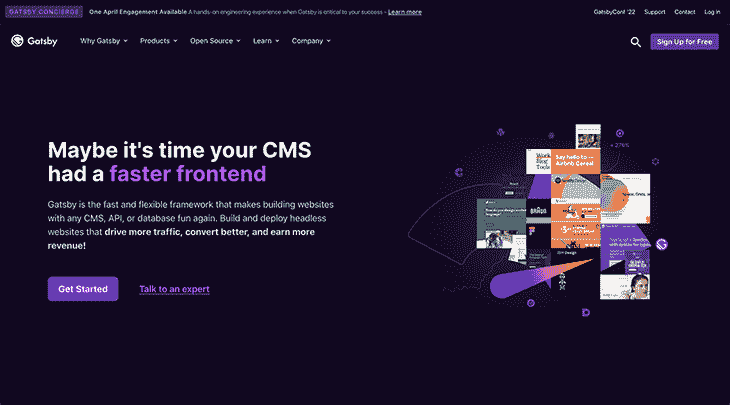 GATSBY CONCIERGE One April Engagement Available A hands-on engineering experience when Gatsby is critical to your success - Learn more GatsbyConf '22 Support Contact Log in
Gatsby Why Gatsby Products Open Source Learn Company Sign Up for Free
Maybe it's time your CMS
had a faster frontend
Gatsby is the fast and flexible framework that makes building websites
with any CMS, API, or database fun again. Build and deploy headless
websites that drive more traffic, convert better, and earn more
revenue!
Get Started Talk to an expert
Say hello to
Airbnb Cereal
BRAUN